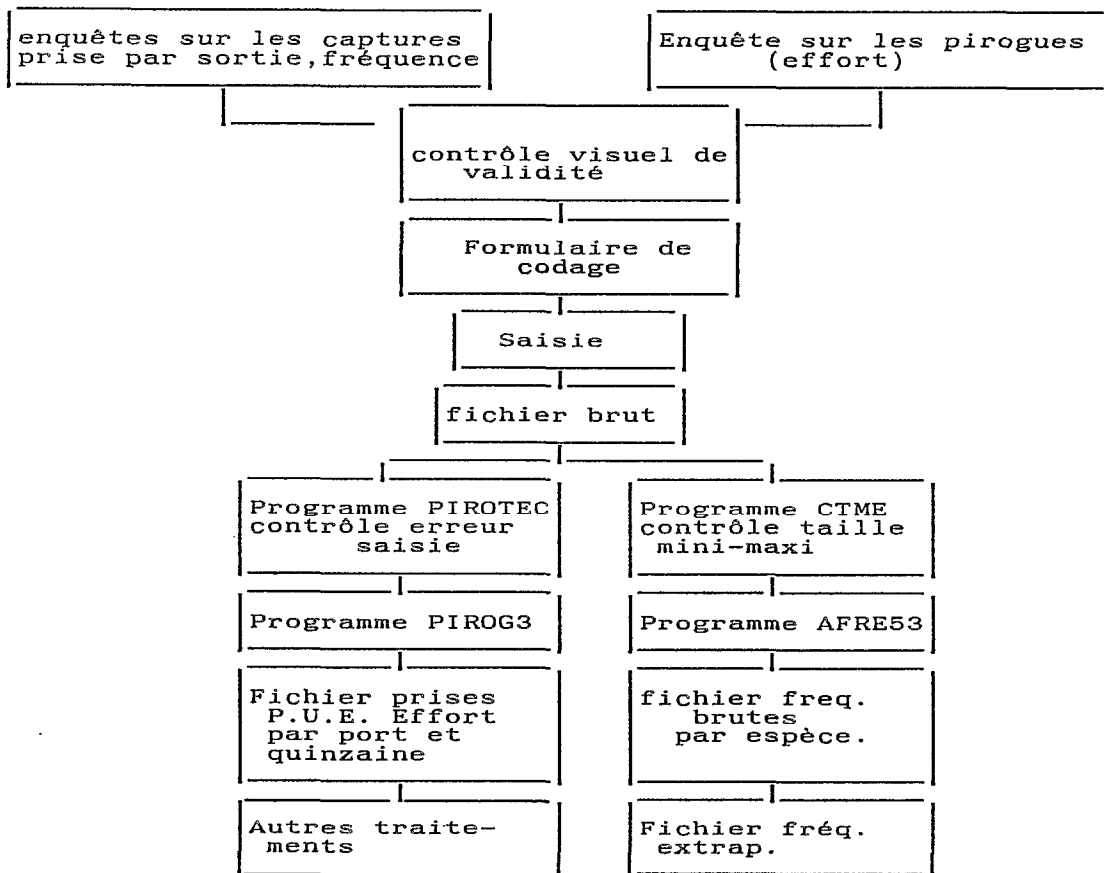 enquêtes sur les captures
prise par sortie,fréquence
Enquête sur les pirogues
(effort)
contrôle visuel de
validité
Formulaire de
codage
Saisie
fichier brut
Programme PIROTEC
contrôle erreur
saisie
Programme CTME
contrôle taille
mini-maxi
Programme PIROG3
Programme AFRE53
Fichier prises
P.U.E. Effort
par port et
quinzaine
fichier freq.
brutes
par espèce.
Autres traite-
ments
Fichier fréq.
extrap.